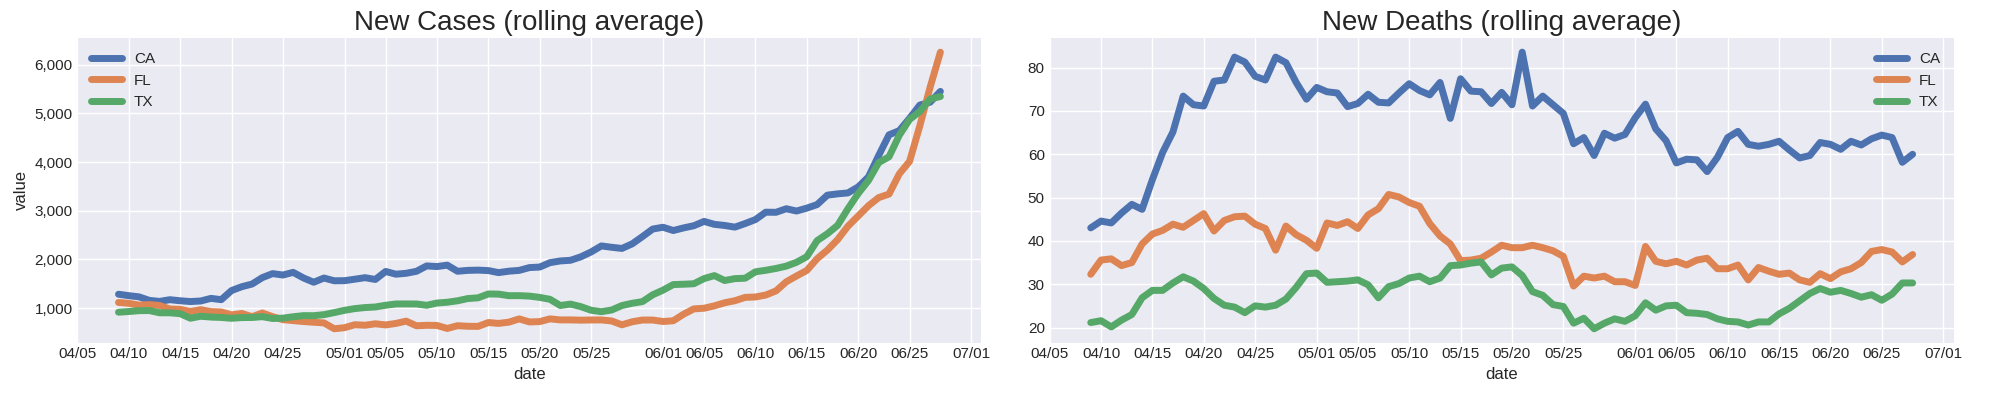 New Cases (rolling average)
CA
FL
TX
6,000
5,000
4,000
3,000
2,000
1,000
value
04/05 04/10 04/15 04/20 04/25 05/01 05/05 05/10 05/15 05/20 05/25 06/01 06/05 06/10 06/15 06/20 06/25 07/01
date
New Deaths (rolling average)
CA
FL
TX
80
70
60
50
40
30
20
04/05 04/10 04/15 04/20 04/25 05/01 05/05 05/10 05/15 05/20 05/25 06/01 06/05 06/10 06/15 06/20 06/25 07/01
date